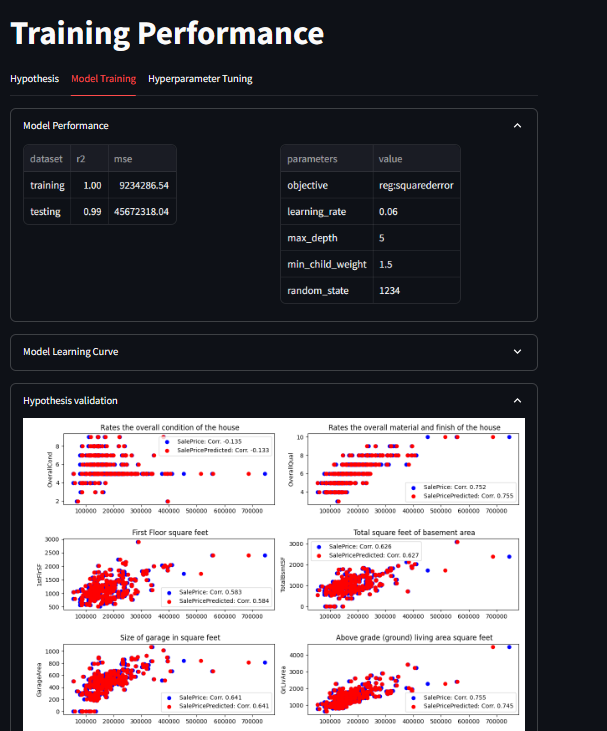 Training Performance
Hypothesis Model Training Hyperparameter Tuning
Model Performance
dataset r2 mse
training 1.00 9234286.54
testing 0.99 45672318.04
parameters value
objective reg:squarederror
learning_rate 0.06
max_depth 5
min_child_weight 1.5
random_state 1234
Model Learning Curve
Hypothesis validation
Rates the overall condition of the house
OverallCond
8
6
4
2
SalePrice: Corr. -0.135
SalePricePredicted: Corr. -0.133
100000 200000 300000 400000 500000 600000 700000
Rates the overall material and finish of the house
OverallQual
10
8
6
4
SalePrice: Corr. 0.752
SalePricePredicted: Corr. 0.755
100000 200000 300000 400000 500000 600000 700000
First Floor square feet
1stFlrSF
3000
2500
2000
1500
1000
500
SalePrice: Corr. 0.583
SalePricePredicted: Corr. 0.584
100000 200000 300000 400000 500000 600000 700000
Total square feet of basement area
TotalBsmtSF
3000
2000
1000
0
SalePrice: Corr. 0.626
SalePricePredicted: Corr. 0.627
100000 200000 300000 400000 500000 600000 700000
Size of garage in square feet
GarageArea
1000
800
600
400
200
0
SalePrice: Corr. 0.641
SalePricePredicted: Corr. 0.641
100000 200000 300000 400000 500000 600000 700000
Above grade (ground) living area square feet
GrLivArea
4000
3000
2000
1000
SalePrice: Corr. 0.755
SalePricePredicted: Corr. 0.745
100000 200000 300000 400000 500000 600000 700000